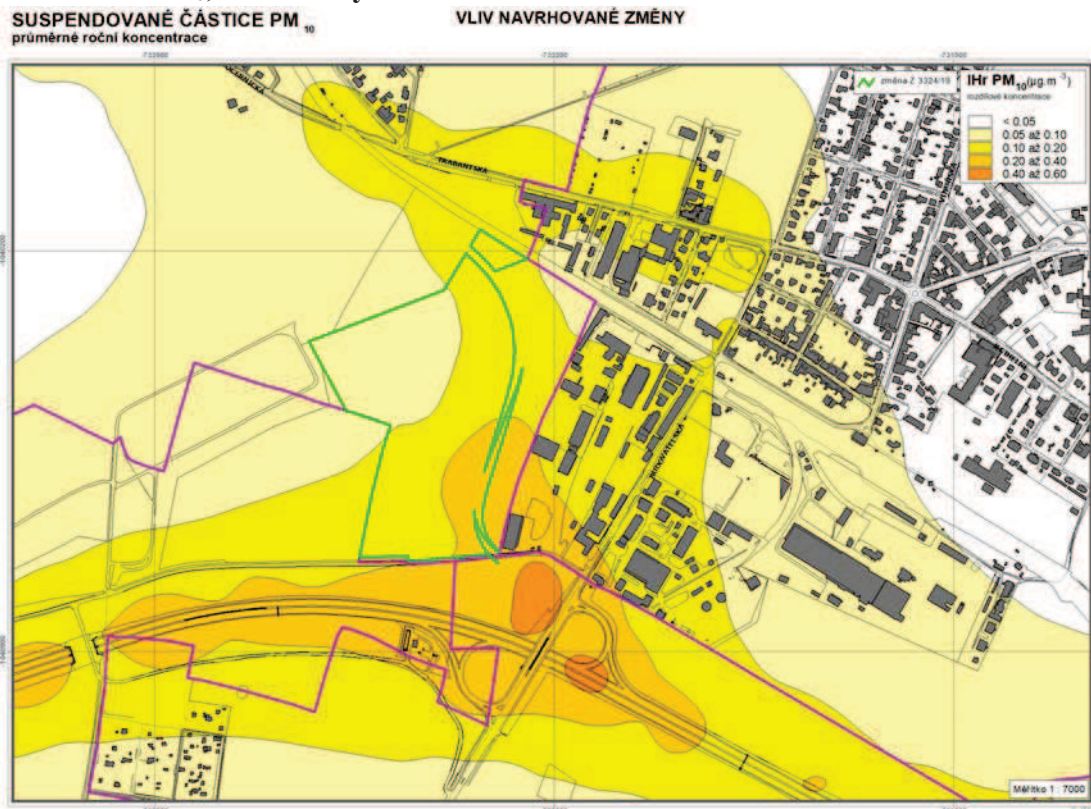 SUSPENDOVANÉ ČÁSTICE PM 10
průměrné roční koncentrace
VLIV NAVRHOVANÉ ZMĚNY
změna Z 3324/19
IHr PM10(µg.m-3)
rozdílové koncentrace
< 0.05
0.05 až 0.10
0.10 až 0.20
0.20 až 0.40
0.40 až 0.60
TRABANTSKÁ
Měřítko 1 : 7000